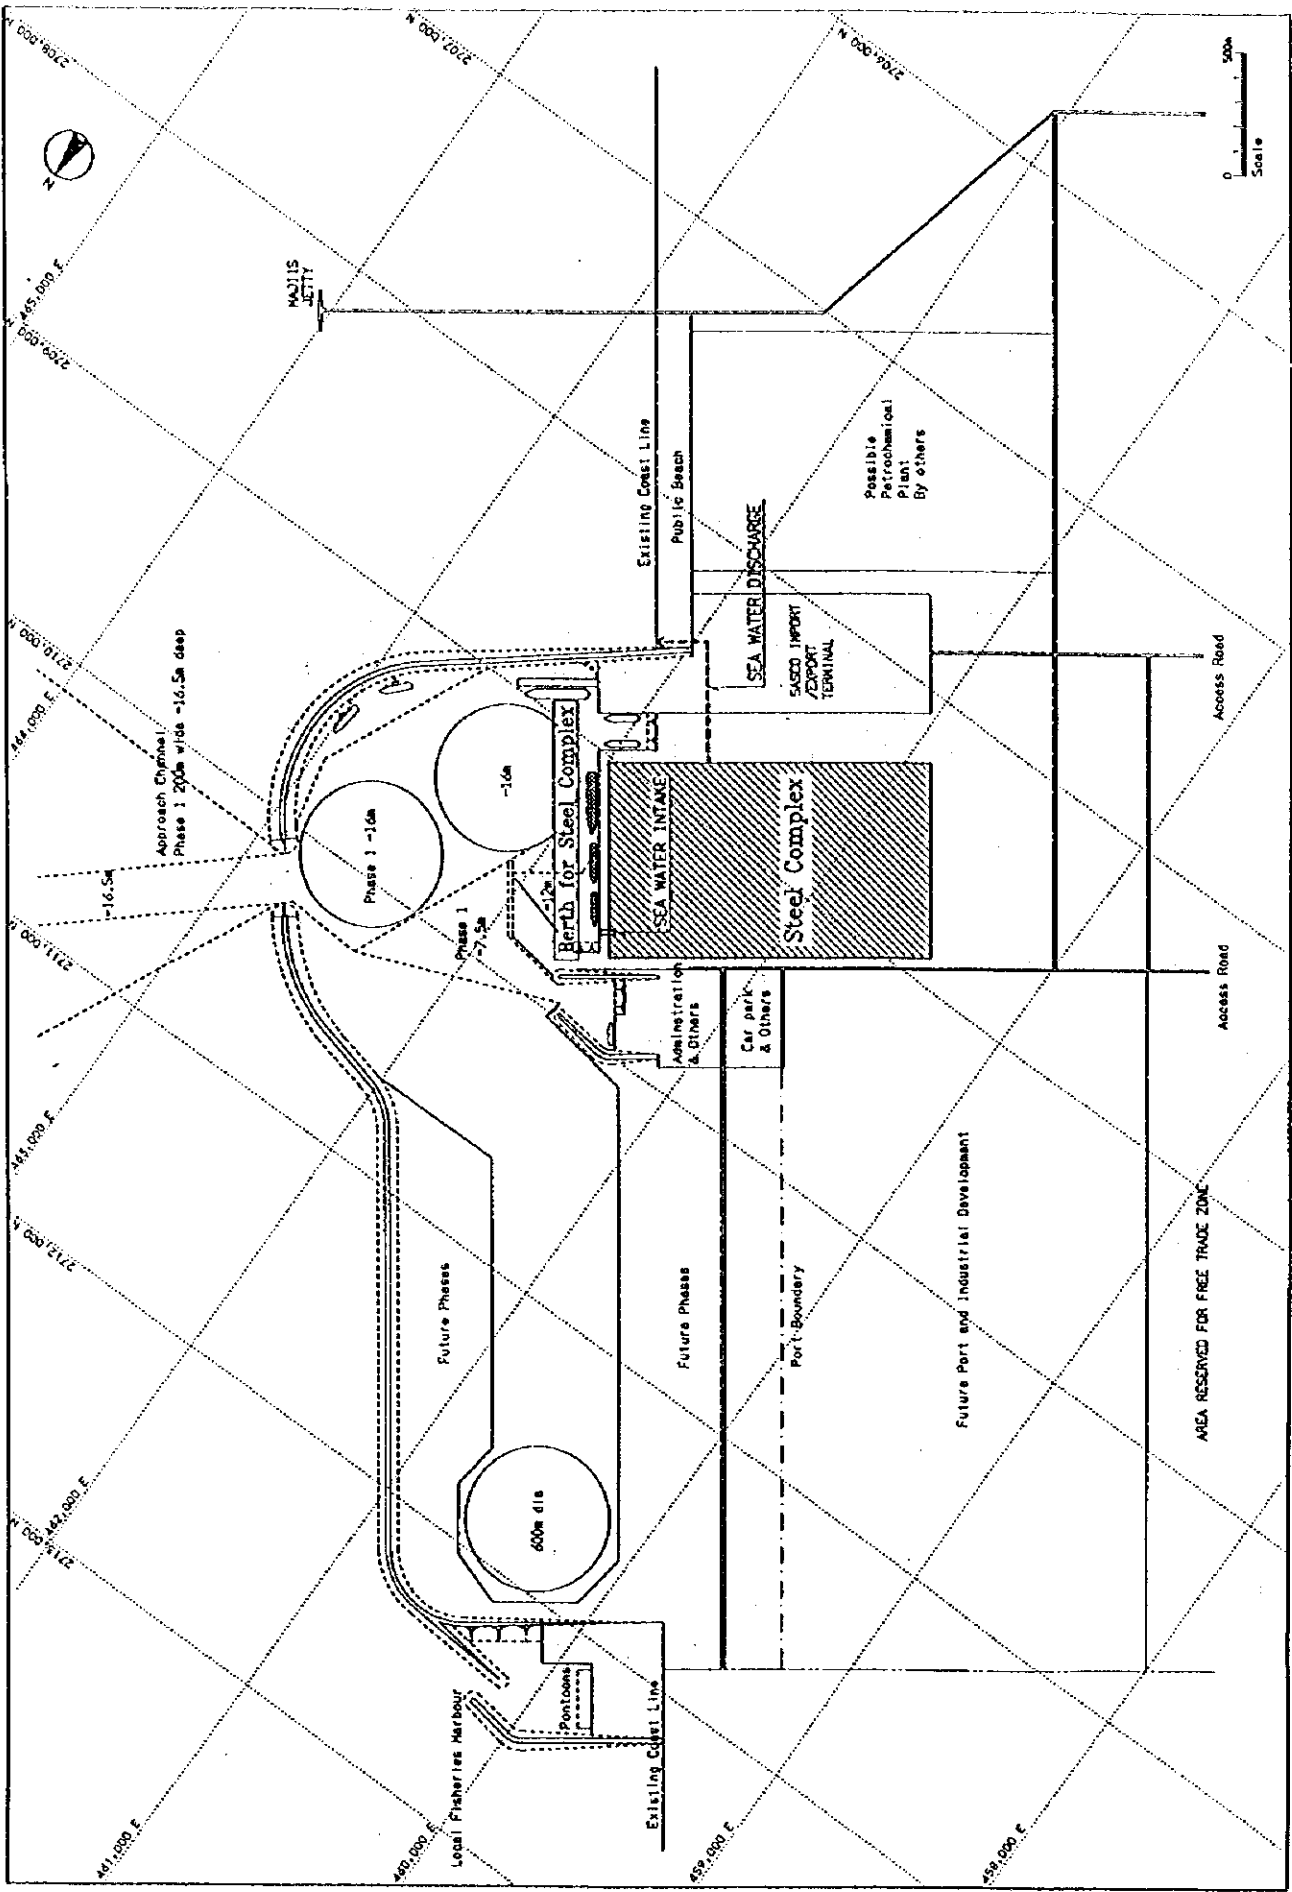 2708,000 N
2707,000 N
2706,000 N
500m
0
Scale
N
465,000 E
2709,000 N
MAJIIS
JETTY
Existing Coast Line
Public Beach
Possible
Petrochemical
Plant
By others
SEA WATER DISCHARGE
SASCO IMPORT
/EXPORT
TERMINAL
Access Road
2710,000 N
464,000 E
Approach Channel
Phase 1 200m wide -16.5m deep
-16.5m
Phase 1 -16m
-16m
Berth for Steel Complex
SEA WATER INTAKE
Steel Complex
-12m
Phase 1
-7.5m
2711,000 N
Administration
& Others
Car park
& Others
Access Road
463,000 E
2712,000 N
Future Phases
Future Phases
Port Boundary
Future Port and Industrial Development
AREA RESERVED FOR FREE TRADE ZONE
462,000 E
2713,000 N
600m dia
Local Fisheries Harbour
Pontoons
Existing Coast Line
461,000 E
460,000 E
459,000 E
458,000 E